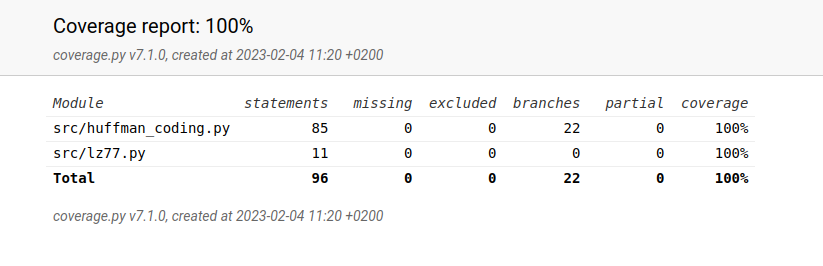 Coverage report: 100%
coverage.py v7.1.0, created at 2023-02-04 11:20 +0200
Module statements missing excluded branches partial coverage
src/huffman_coding.py 85 0 0 22 0 100%
src/lz77.py 11 0 0 0 0 100%
Total 96 0 0 22 0 100%
coverage.py v7.1.0, created at 2023-02-04 11:20 +0200